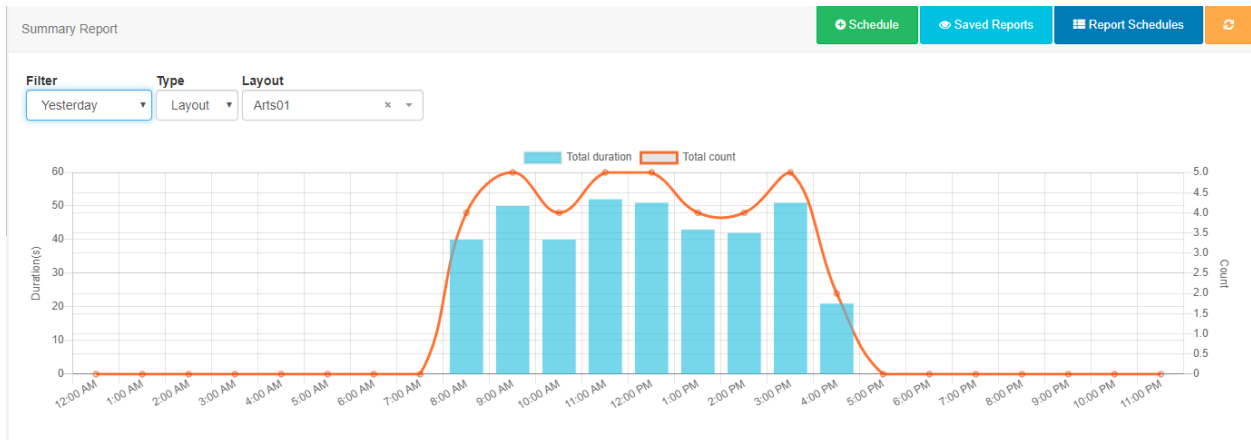 Summary Report
Schedule
Saved Reports
Report Schedules
Filter
Type
Layout
Yesterday
Layout
Arts01
Total duration
Total count
60
50
40
30
20
10
0
Duration(s)
5.0
4.5
4.0
3.5
3.0
2.5
2.0
1.5
1.0
0.5
0
Count
12:00 AM
1:00 AM
2:00 AM
3:00 AM
4:00 AM
5:00 AM
6:00 AM
7:00 AM
8:00 AM
9:00 AM
10:00 AM
11:00 AM
12:00 PM
1:00 PM
2:00 PM
3:00 PM
4:00 PM
5:00 PM
6:00 PM
7:00 PM
8:00 PM
9:00 PM
10:00 PM
11:00 PM